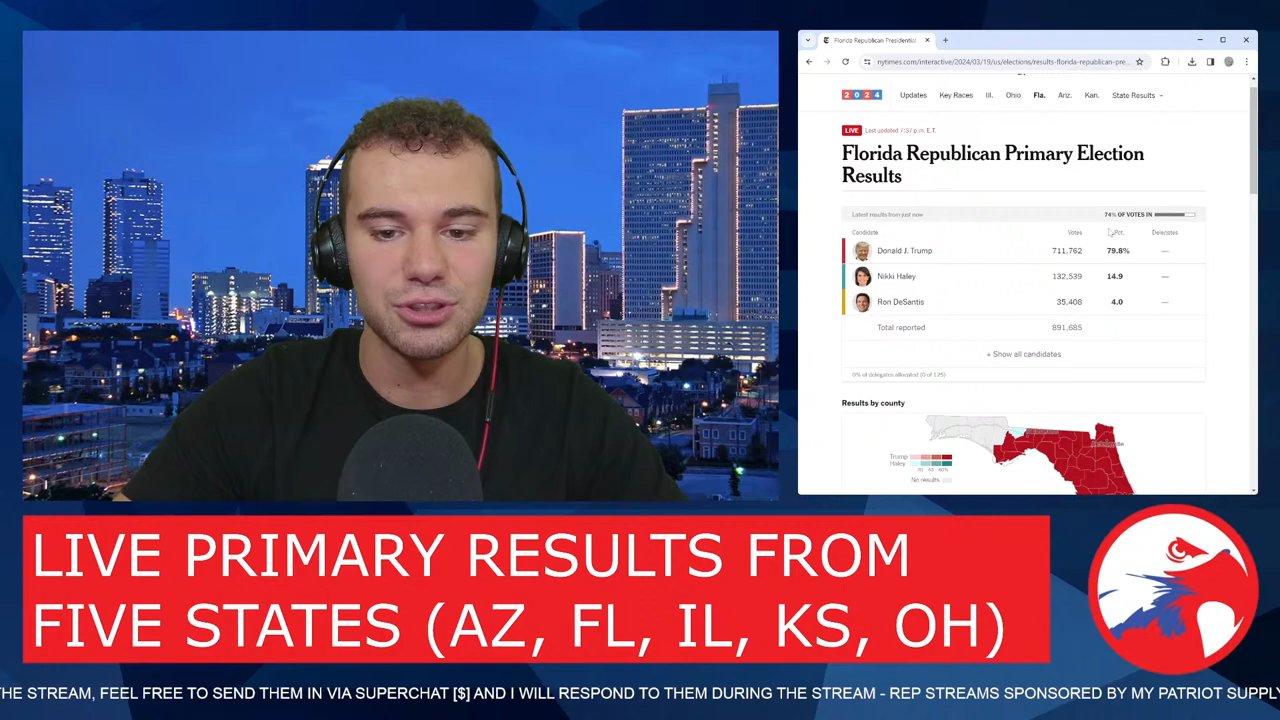 Florida Republican Presidential
nytimes.com/interactive/2024/03/19/us/elections/results-florida-republican-pre...
2024 Updates Key Races Ill. Ohio Fla. Ariz. Kan. State Results
LIVE Last updated 7:37 p.m. E.T.
Florida Republican Primary Election
Results
Latest results from just now 74% OF VOTES IN
Candidate Votes Pct. Delegates
Donald J. Trump 711,762 79.8% —
Nikki Haley 132,539 14.9 —
Ron DeSantis 35,408 4.0 —
Total reported 891,685
+ Show all candidates
0% of delegates allocated (0 of 125)
Results by county
Trump
Haley
No results
LIVE PRIMARY RESULTS FROM
FIVE STATES (AZ, FL, IL, KS, OH)
THE STREAM, FEEL FREE TO SEND THEM IN VIA SUPERCHAT [$] AND I WILL RESPOND TO THEM DURING THE STREAM - REP STREAMS SPONSORED BY MY PATRIOT SUPPLY